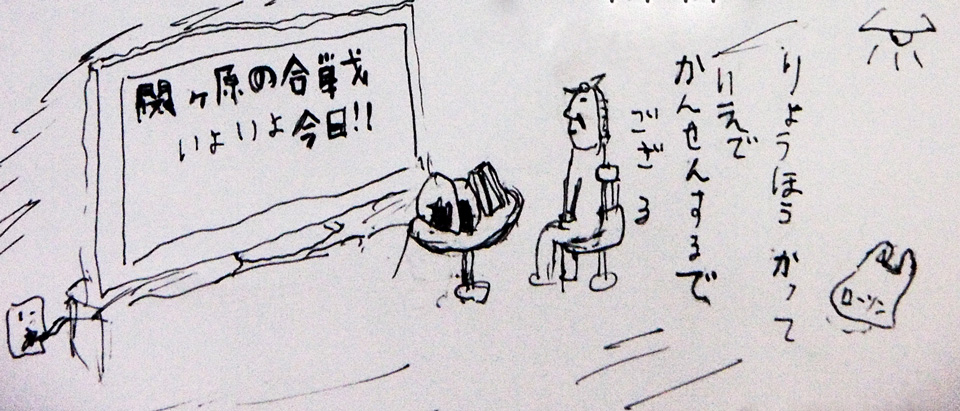 関ヶ原の合戦
いよいよ今日!!
りょうほう かって
いえで
かんせんするで
ござる
ローソン